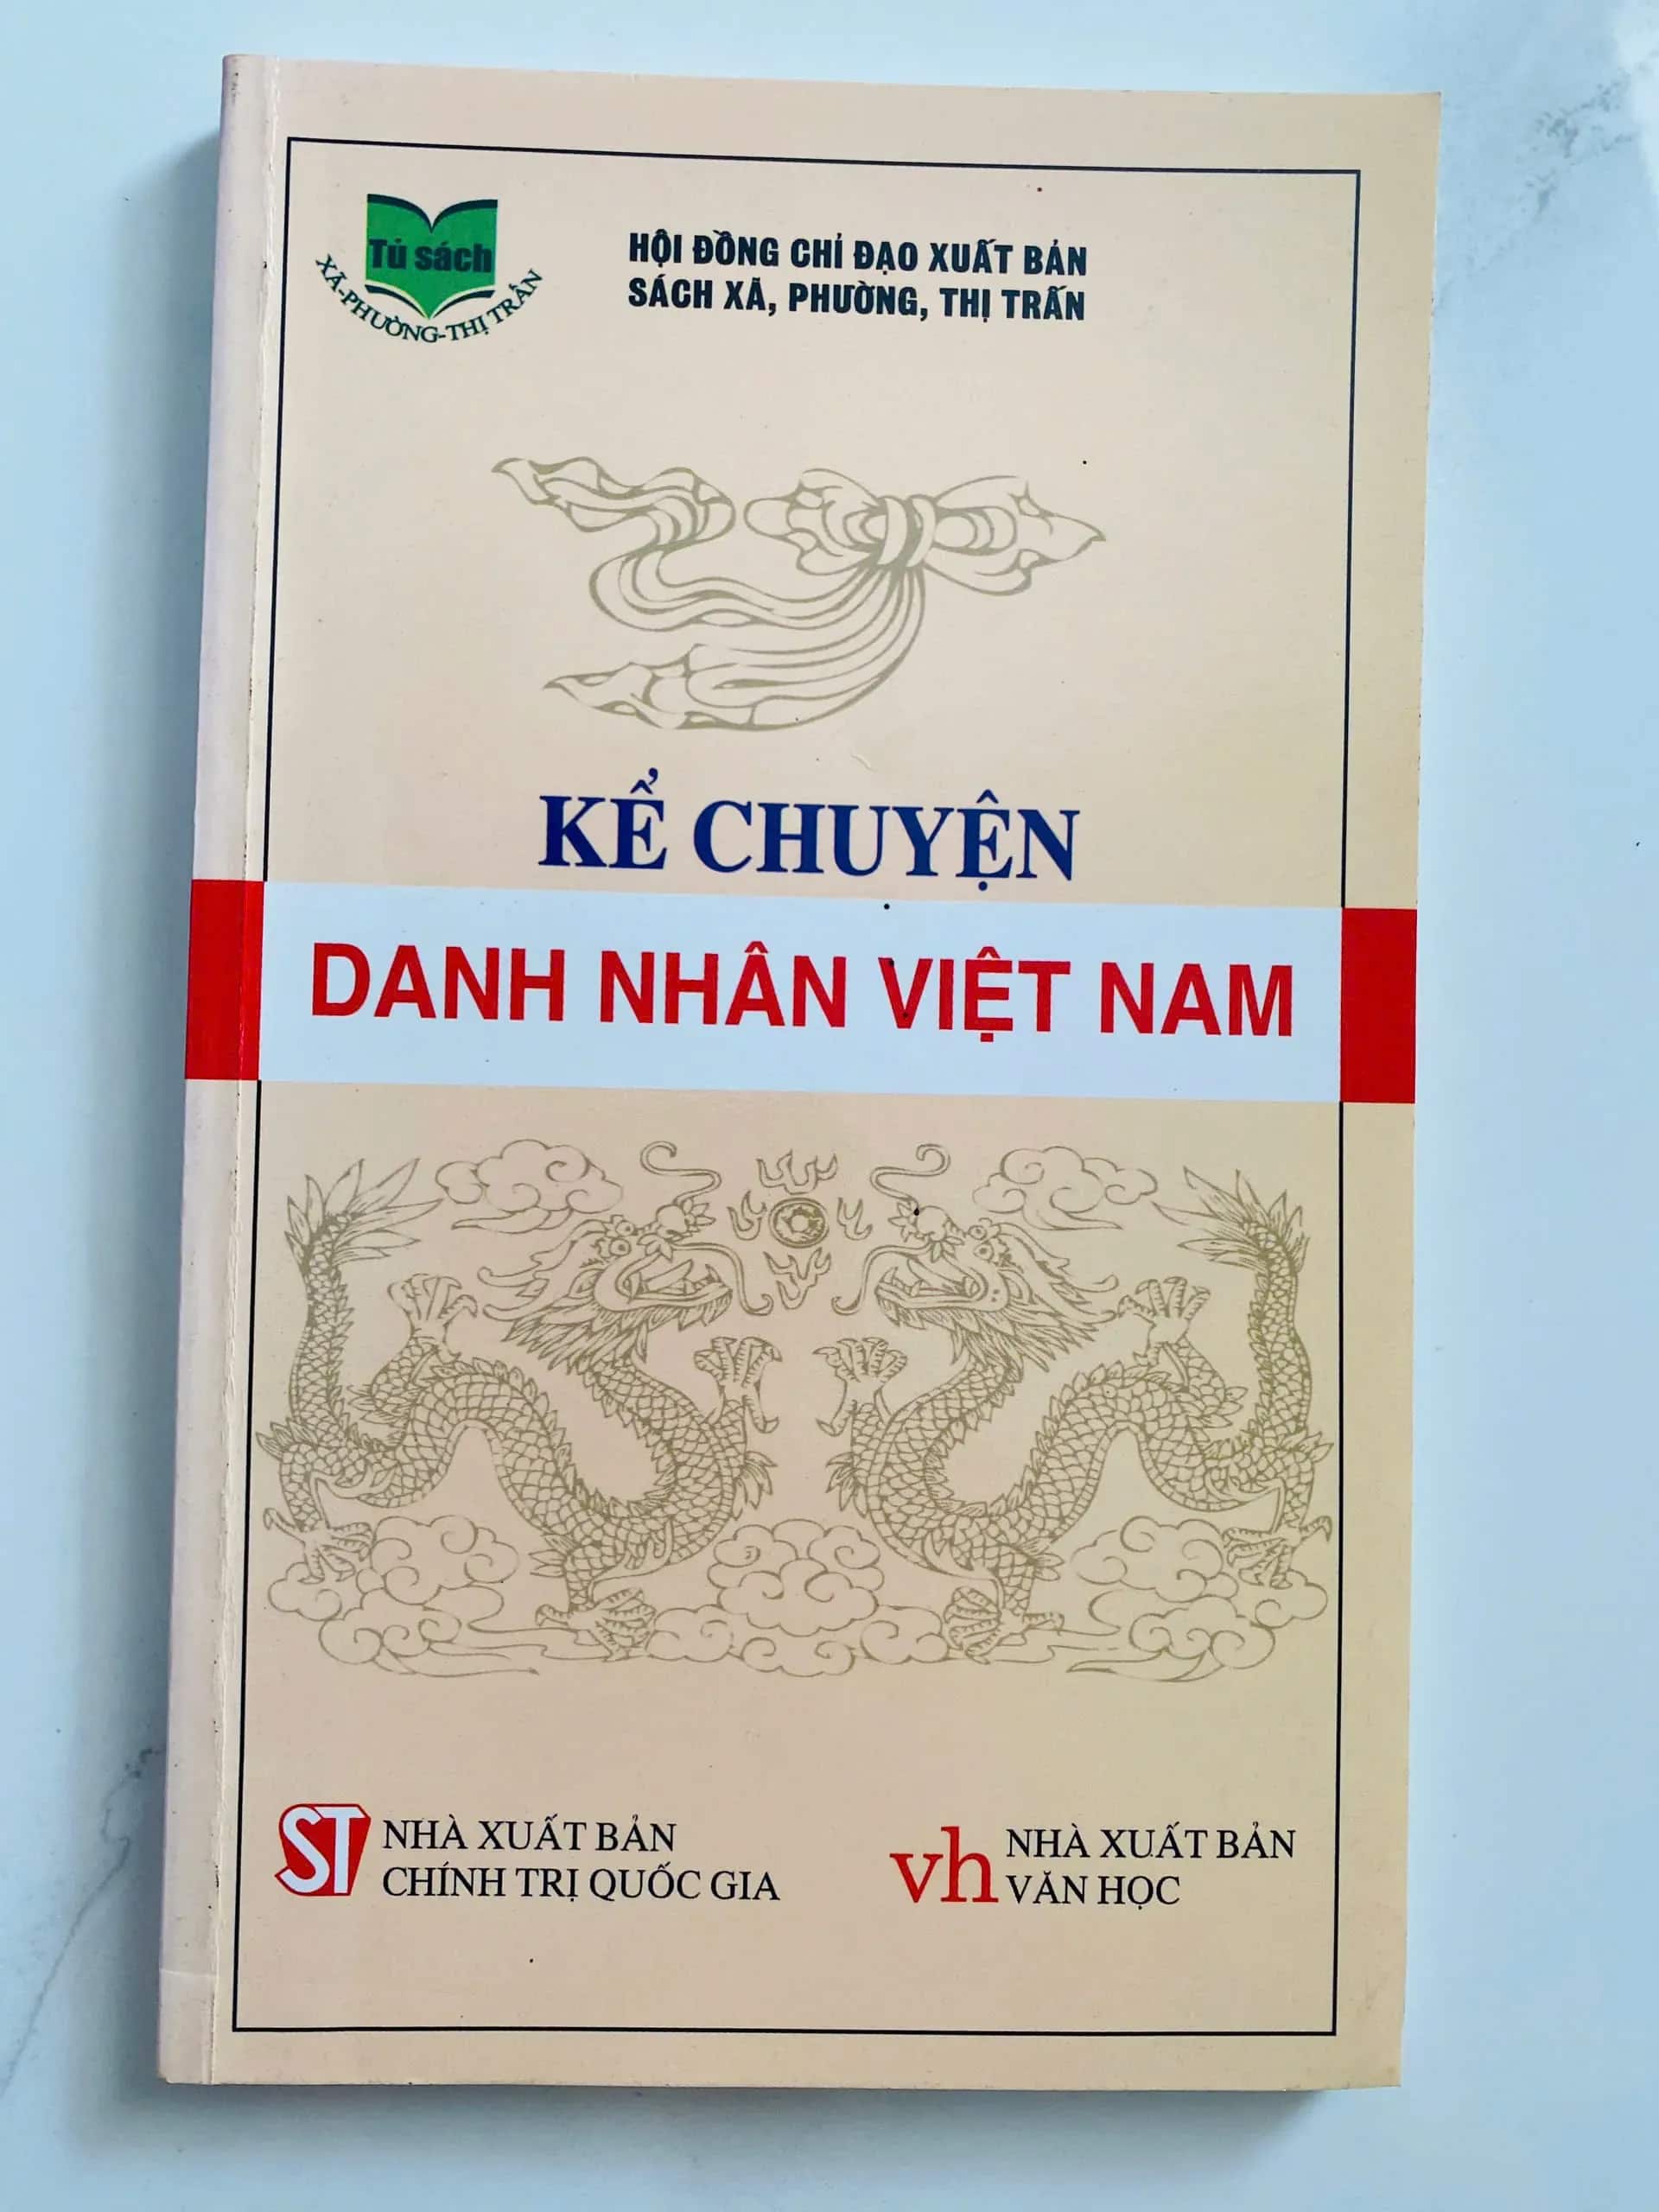 Tủ sách
XÃ-PHƯỜNG-THỊ TRẤN
HỘI ĐỒNG CHỈ ĐẠO XUẤT BẢN
SÁCH XÃ, PHƯỜNG, THỊ TRẤN
KỂ CHUYỆN
DANH NHÂN VIỆT NAM
ST
NHÀ XUẤT BẢN
CHÍNH TRỊ QUỐC GIA
vh
NHÀ XUẤT BẢN
VĂN HỌC